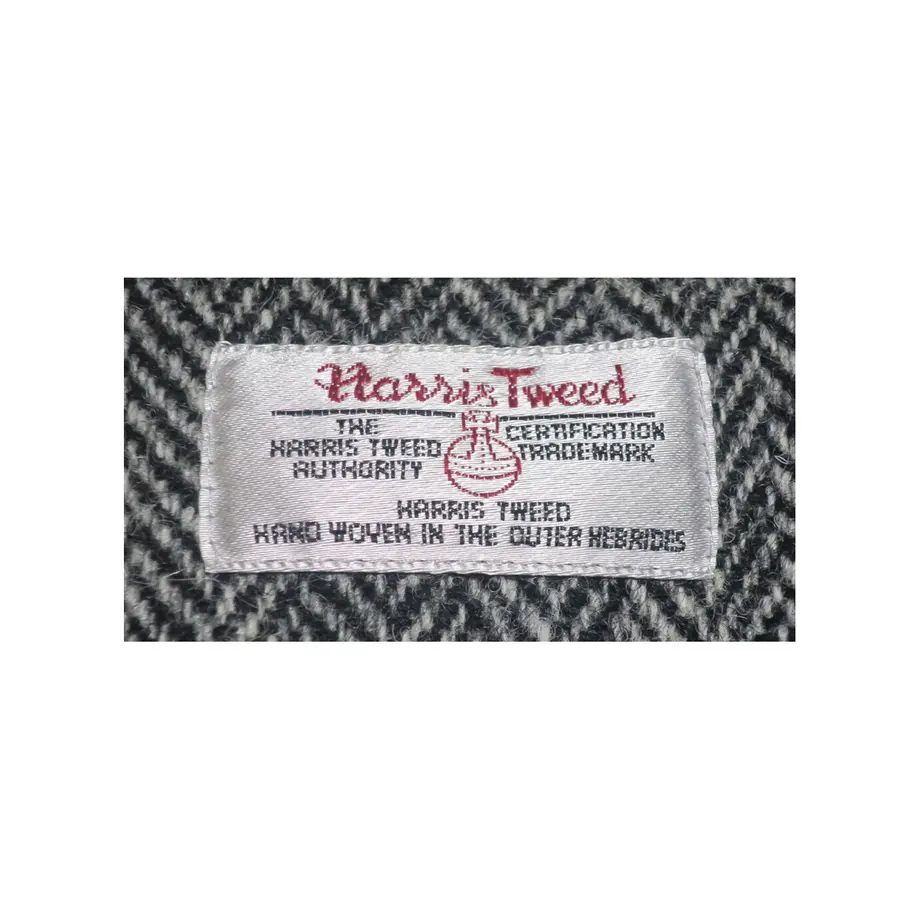 Harris Tweed
THE
HARRIS TWEED
AUTHORITY
CERTIFICATION
TRADEMARK
HARRIS TWEED
HAND WOVEN IN THE OUTER HEBRIDES